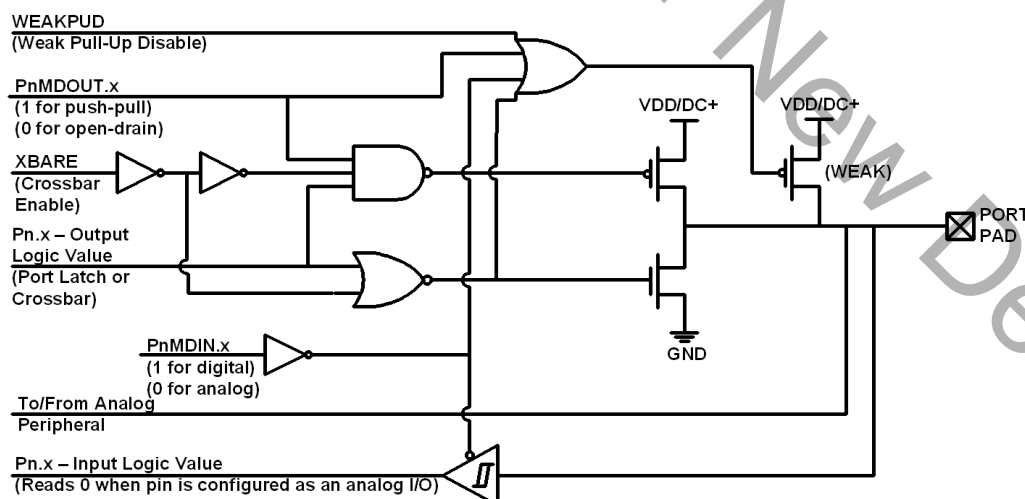 WEAKPUD
(Weak Pull-Up Disable)
PnMDOUT.x
(1 for push-pull)
(0 for open-drain)
XBARE
(Crossbar
Enable)
Pn.x – Output
Logic Value
(Port Latch or
Crossbar)
PnMDIN.x
(1 for digital)
(0 for analog)
To/From Analog
Peripheral
Pn.x – Input Logic Value
(Reads 0 when pin is configured as an analog I/O)
VDD/DC+
VDD/DC+
(WEAK)
PORT
PAD
GND
New De